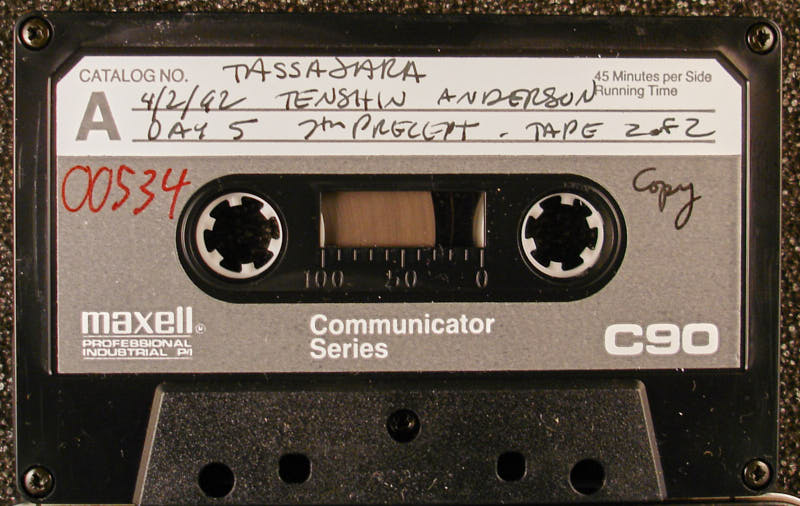 CATALOG NO. TASSAJARA
45 Minutes per Side
Running Time
A 4/2/92 TENSHIN ANDERSON
DAY 5 7th PRECEPT - TAPE 2 of 2
00534
Copy
100 50 0
maxell
PROFESSIONAL
INDUSTRIAL P/I
Communicator
Series
C90